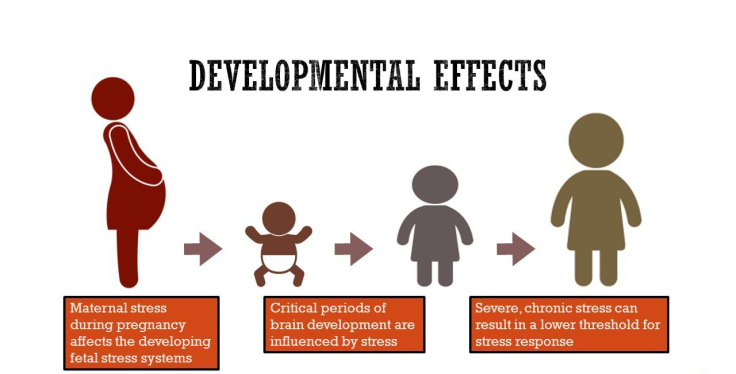 DEVELOPMENTAL EFFECTS
Maternal stress
during pregnancy
affects the developing
fetal stress systems
Critical periods of
brain development are
influenced by stress
Severe, chronic stress can
result in a lower threshold for
stress response